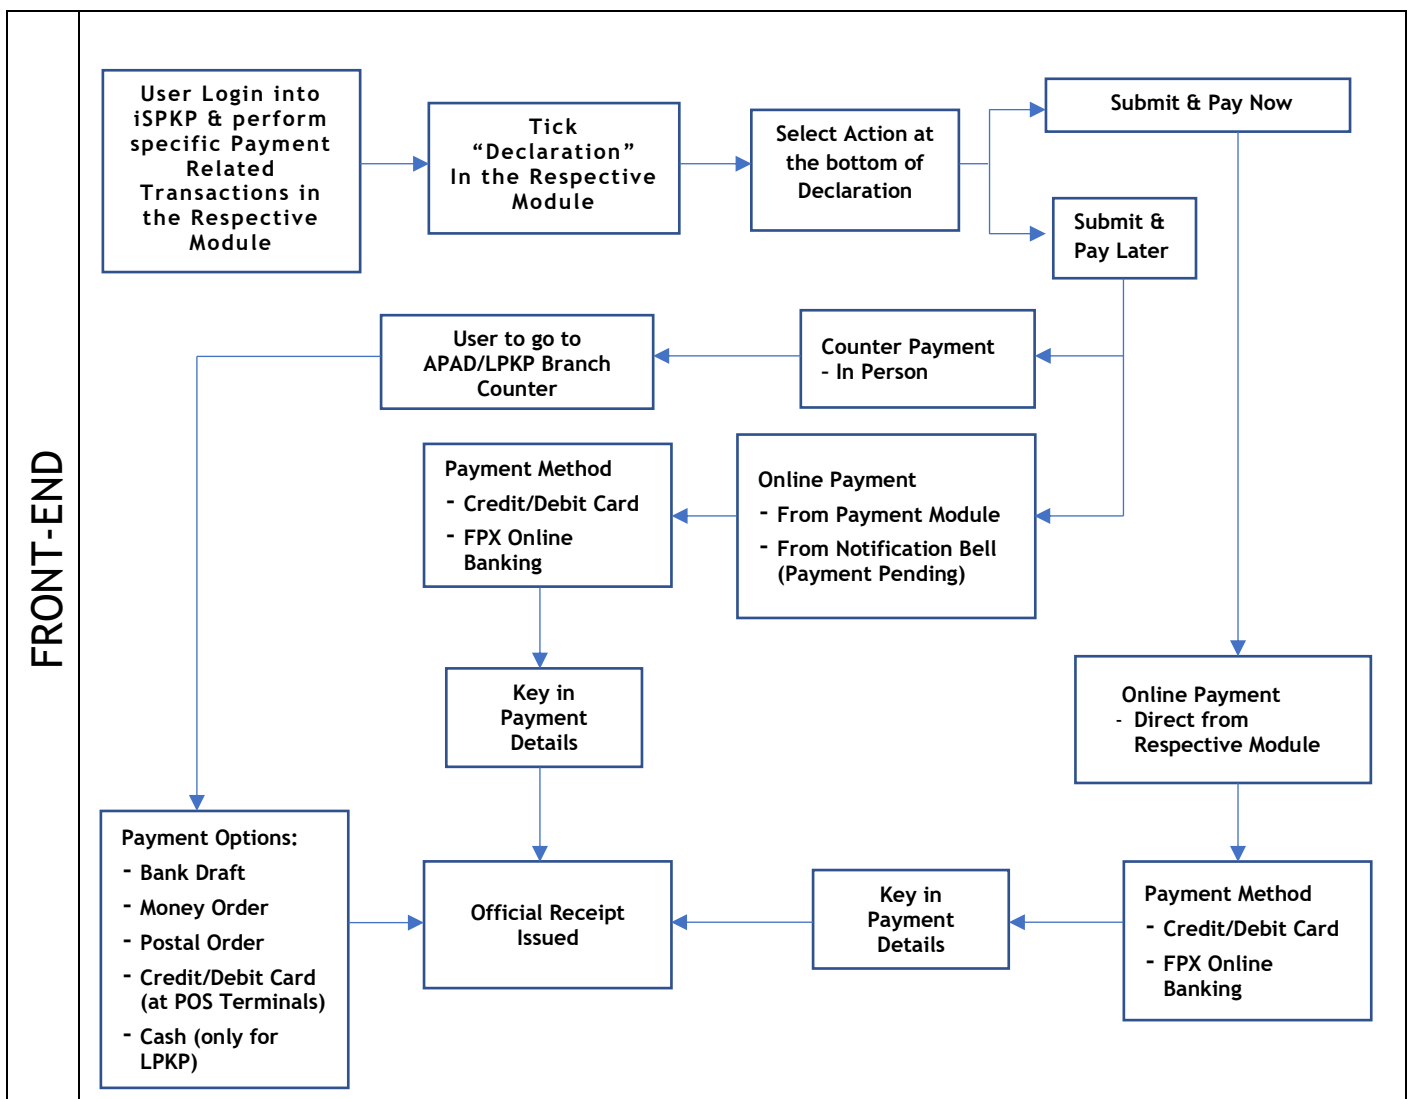 FRONT-END
User Login into
iSPKP & perform
specific Payment
Related
Transactions in
the Respective
Module
Tick
“Declaration”
In the Respective
Module
Select Action at
the bottom of
Declaration
Submit & Pay Now
Submit &
Pay Later
User to go to
APAD/LPKP Branch
Counter
Counter Payment
- In Person
Payment Method
- Credit/Debit Card
- FPX Online
Banking
Online Payment
- From Payment Module
- From Notification Bell
(Payment Pending)
Key in
Payment
Details
Online Payment
- Direct from
Respective Module
Payment Options:
- Bank Draft
- Money Order
- Postal Order
- Credit/Debit Card
(at POS Terminals)
- Cash (only for
LPKP)
Official Receipt
Issued
Key in
Payment
Details
Payment Method
- Credit/Debit Card
- FPX Online
Banking